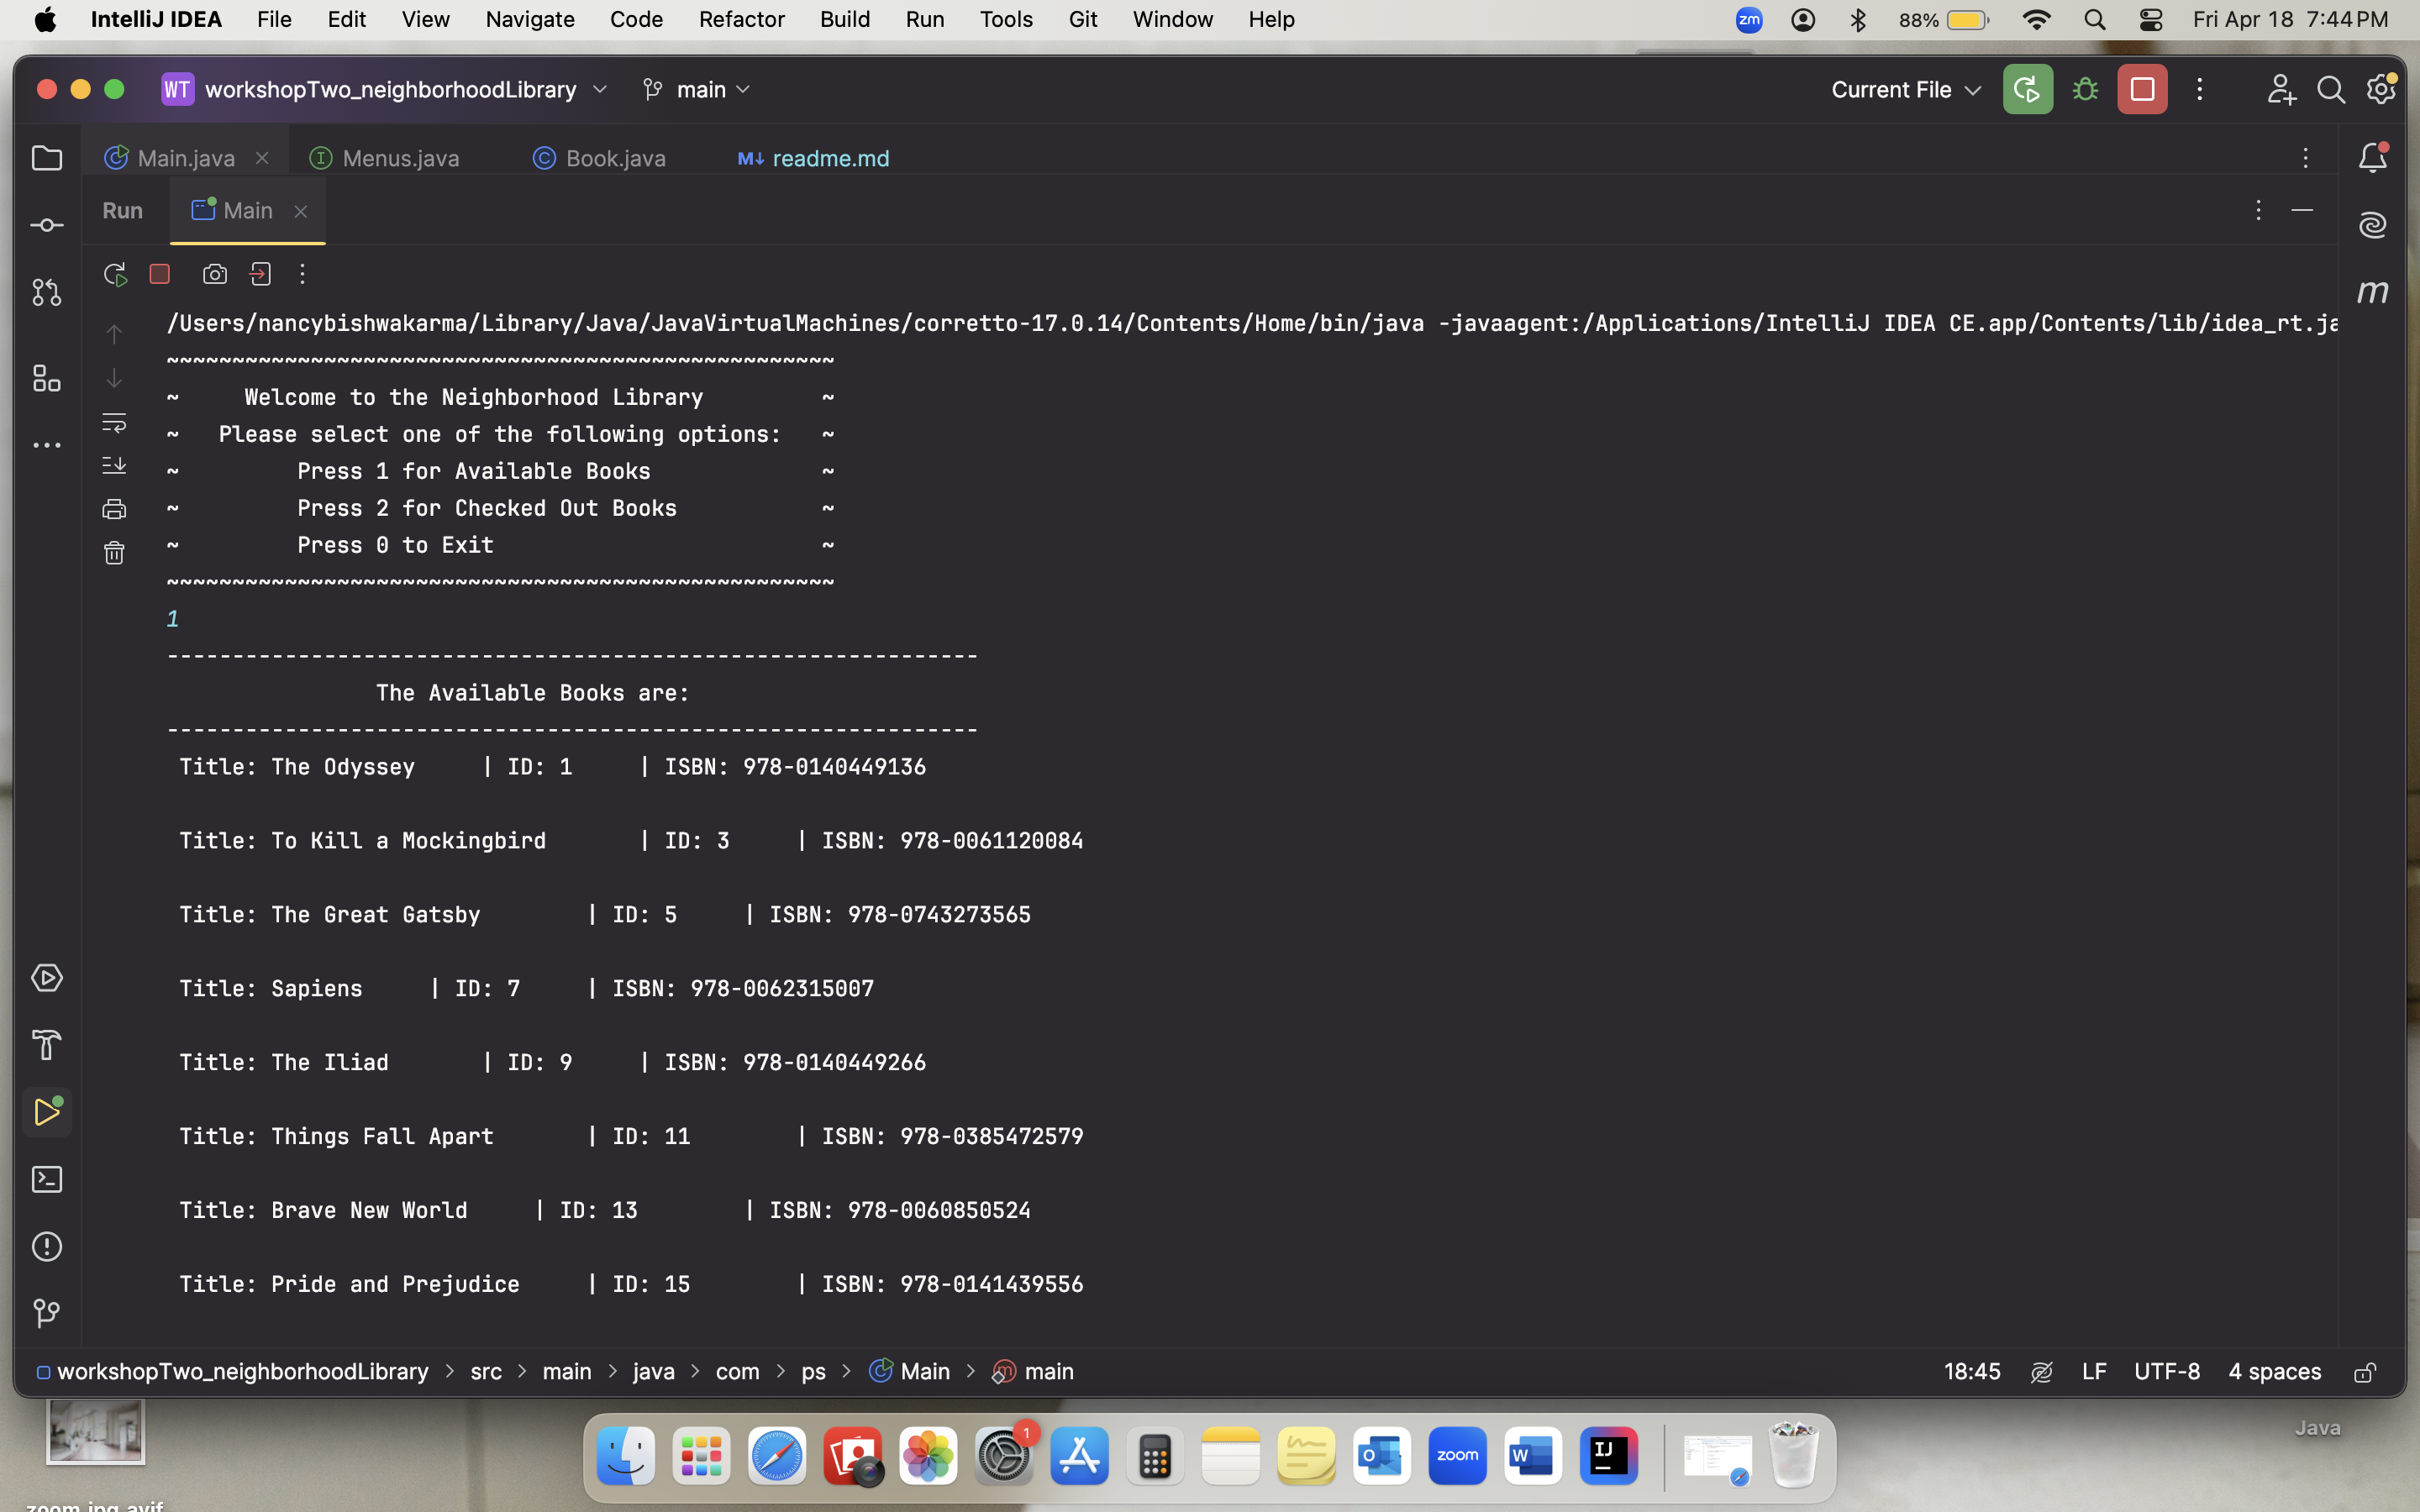 IntelliJ IDEA File Edit View Navigate Code Refactor Build Run Tools Git Window Help zm 88% Fri Apr 18 7:44 PM
WT workshopTwo_neighborhoodLibrary main Current File
Main.java Menus.java Book.java M↓ readme.md
Run Main
/Users/nancybishwakarma/Library/Java/JavaVirtualMachines/corretto-17.0.14/Contents/Home/bin/java -javaagent:/Applications/IntelliJ IDEA CE.app/Contents/lib/idea_rt.ja
~~~~~~~~~~~~~~~~~~~~~~~~~~~~~~~~~~~~~~~~~~~~~~~~~~~
~     Welcome to the Neighborhood Library         ~
~   Please select one of the following options:   ~
~         Press 1 for Available Books             ~
~         Press 2 for Checked Out Books           ~
~         Press 0 to Exit                         ~
~~~~~~~~~~~~~~~~~~~~~~~~~~~~~~~~~~~~~~~~~~~~~~~~~~~
1
--------------------------------------------------------------
                The Available Books are:
--------------------------------------------------------------
 Title: The Odyssey     | ID: 1     | ISBN: 978-0140449136
 Title: To Kill a Mockingbird       | ID: 3     | ISBN: 978-0061120084
 Title: The Great Gatsby        | ID: 5     | ISBN: 978-0743273565
 Title: Sapiens     | ID: 7     | ISBN: 978-0062315007
 Title: The Iliad       | ID: 9     | ISBN: 978-0140449266
 Title: Things Fall Apart       | ID: 11        | ISBN: 978-0385472579
 Title: Brave New World     | ID: 13        | ISBN: 978-0060850524
 Title: Pride and Prejudice     | ID: 15        | ISBN: 978-0141439556
workshopTwo_neighborhoodLibrary > src > main > java > com > ps > Main > main 18:45 LF UTF-8 4 spaces
Java
1
zoom
W
IJ
zoom.jpg.avif